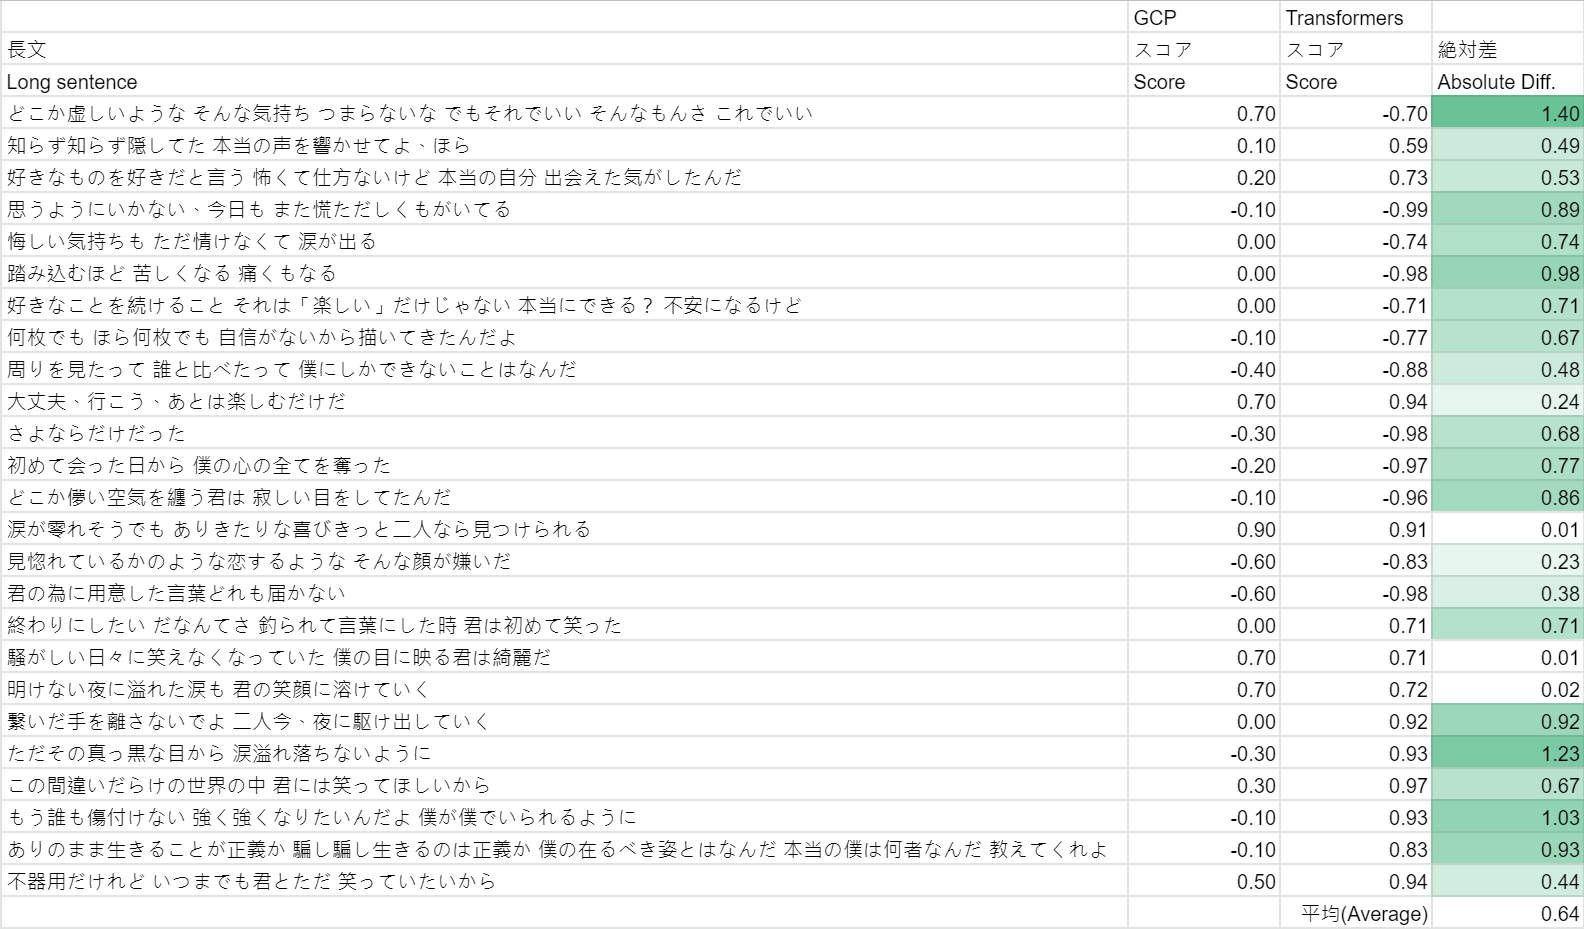 GCP Transformers
長文 スコア スコア 絶対差
Long sentence Score Score Absolute Diff.
どこか虚しいような そんな気持ち つまらないな でもそれでいい そんなもんさ これでいい 0.70 -0.70 1.40
知らず知らず隠してた 本当の声を響かせてよ、ほら 0.10 0.59 0.49
好きなものを好きだと言う 怖くて仕方ないけど 本当の自分 出会えた気がしたんだ 0.20 0.73 0.53
思うようにいかない、今日も また慌ただしくもがいてる -0.10 -0.99 0.89
悔しい気持ちも ただ情けなくて 涙が出る 0.00 -0.74 0.74
踏み込むほど 苦しくなる 痛くもなる 0.00 -0.98 0.98
好きなことを続けること それは「楽しい」だけじゃない 本当にできる？ 不安になるけど 0.00 -0.71 0.71
何枚でも ほら何枚でも 自信がないから描いてきたんだよ -0.10 -0.77 0.67
周りを見たって 誰と比べたって 僕にしかできないことはなんだ -0.40 -0.88 0.48
大丈夫、行こう、あとは楽しむだけだ 0.70 0.94 0.24
さよならだけだった -0.30 -0.98 0.68
初めて会った日から 僕の心の全てを奪った -0.20 -0.97 0.77
どこか儚い空気を纏う君は 寂しい目をしてたんだ -0.10 -0.96 0.86
涙が零れそうでも ありきたりな喜びきっと二人なら見つけられる 0.90 0.91 0.01
見惚れているかのような恋するような そんな顔が嫌いだ -0.60 -0.83 0.23
君の為に用意した言葉どれも届かない -0.60 -0.98 0.38
終わりにしたい だなんてさ 釣られて言葉にした時 君は初めて笑った 0.00 0.71 0.71
騒がしい日々に笑えなくなっていた 僕の目に映る君は綺麗だ 0.70 0.71 0.01
明けない夜に溢れた涙も 君の笑顔に溶けていく 0.70 0.72 0.02
繋いだ手を離さないでよ 二人今、夜に駆け出していく 0.00 0.92 0.92
ただその真っ黒な目から 涙溢れ落ちないように -0.30 0.93 1.23
この間違いだらけの世界の中 君には笑ってほしいから 0.30 0.97 0.67
もう誰も傷付けない 強く強くなりたいんだよ 僕が僕でいられるように -0.10 0.93 1.03
ありのまま生きることが正義か 騙し騙し生きるのは正義か 僕の在るべき姿とはなんだ 本当の僕は何者なんだ 教えてくれよ -0.10 0.83 0.93
不器用だけれど いつまでも君とただ 笑っていたいから 0.50 0.94 0.44
平均(Average) 0.64